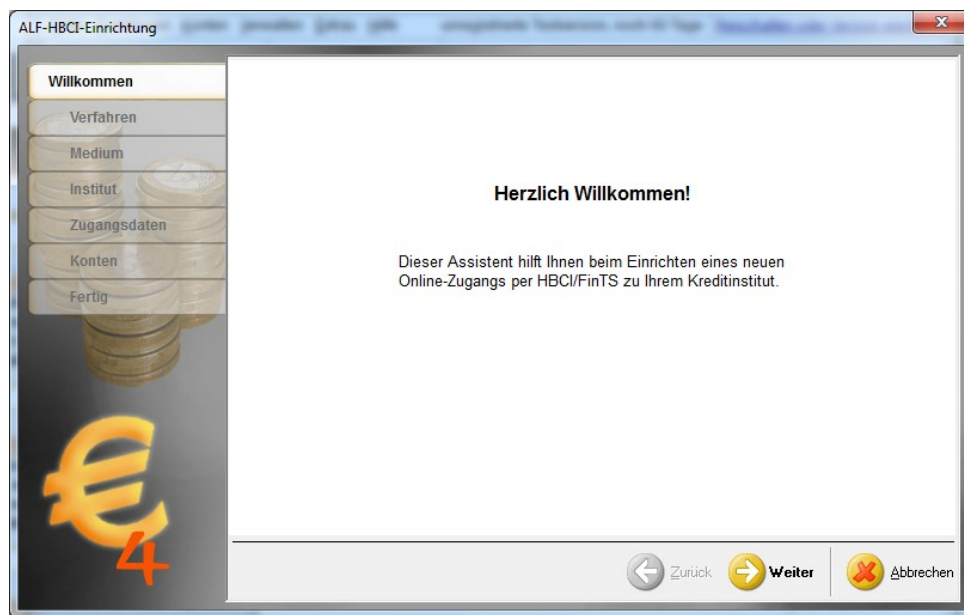 ALF-HBCI-Einrichtung
Willkommen
Verfahren
Medium
Institut
Zugangsdaten
Konten
Fertig
Herzlich Willkommen!
Dieser Assistent hilft Ihnen beim Einrichten eines neuen
Online-Zugangs per HBCI/FinTS zu Ihrem Kreditinstitut.
€
4
Zurück
Weiter
Abbrechen